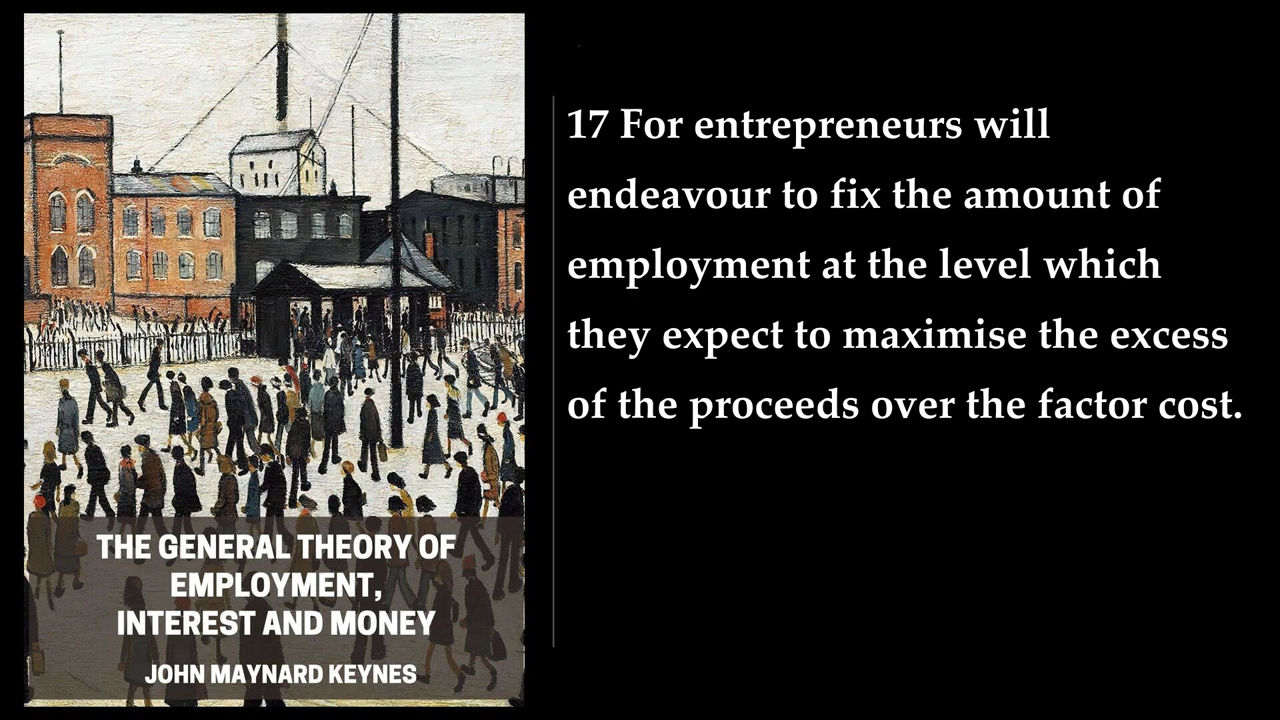 THE GENERAL THEORY OF
EMPLOYMENT,
INTEREST AND MONEY
JOHN MAYNARD KEYNES
17 For entrepreneurs will
endeavour to fix the amount of
employment at the level which
they expect to maximise the excess
of the proceeds over the factor cost.